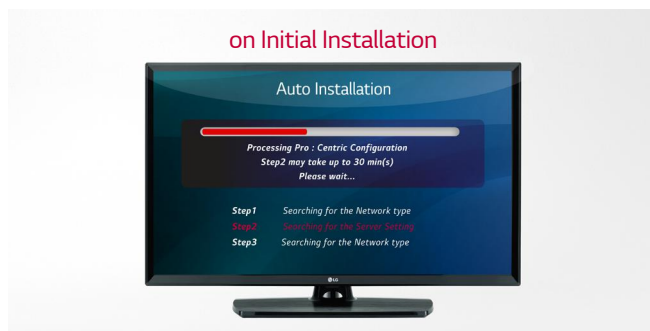 on Initial Installation
Auto Installation
Processing Pro : Centric Configuration
Step2 may take up to 30 min(s)
Please wait...
Step1 Searching for the Network type
Step2 Searching for the Server Setting
Step3 Searching for the Network type
LG